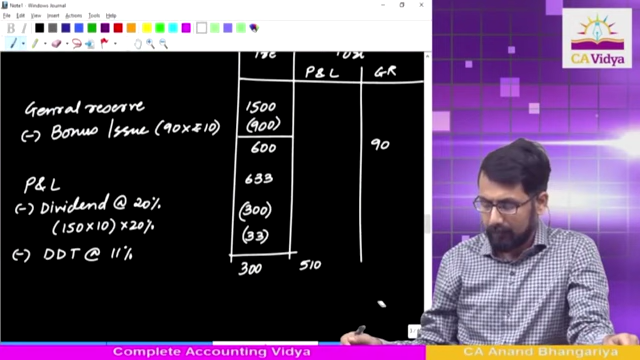 Note1 - Windows Journal
File Edit View Insert Actions Tools Help
P&L GR
Genral reserve 1500
(-) Bonus Issue (90×₹10) (900)
600 90
P&L 633
(-) Dividend @ 20% (300)
(150×10)×20%
(-) DDT @ 11% (33)
300 510
CA Vidya
Complete Accounting Vidya
CA Anand Bhangariya